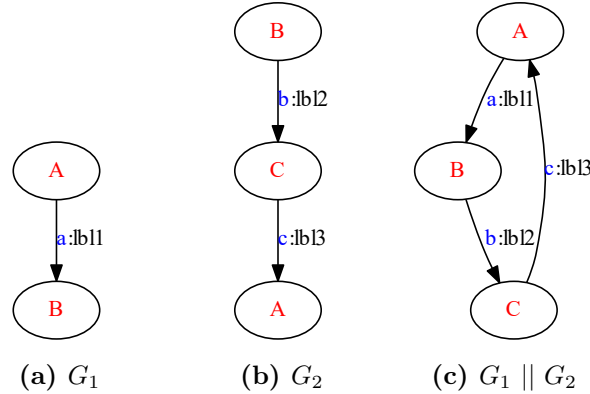 A
a:lbl1
B
(a) G₁
B
b:lbl2
C
c:lbl3
A
(b) G₂
A
a:lbl1
B
c:lbl3
b:lbl2
C
(c) G₁ || G₂